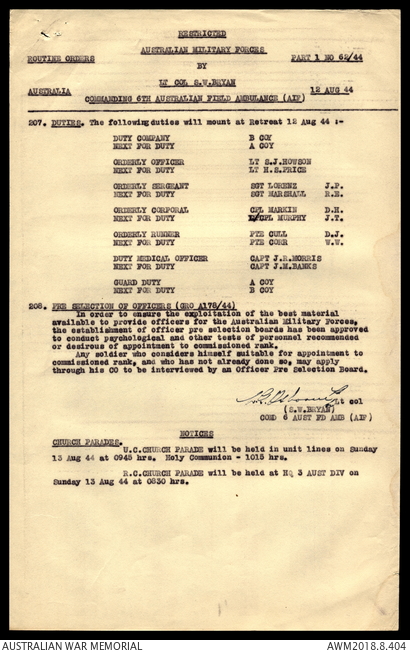 RESTRICTED
AUSTRALIAN MILITARY FORCES
ROUTINE ORDERS PART 1 NO 62/44
BY
LT COL S.W.BRYAN
AUSTRALIA 12 AUG 44
COMMANDING 6TH AUSTRALIAN FIELD AMBULANCE (AIF)
207. DUTIES. The following duties will mount at Retreat 12 Aug 44 :-
DUTY COMPANY B COY
NEXT FOR DUTY A COY
ORDERLY OFFICER LT S.J.HOWSON
NEXT FOR DUTY LT H.S.PRICE
ORDERLY SERGEANT SGT LORENZ J.P.
NEXT FOR DUTY SGT MARSHALL R.E.
ORDERLY CORPORAL CPL MARKIN D.H.
NEXT FOR DUTY L/CPL MURPHY J.T.
ORDERLY RUNNER PTE CULL D.J.
NEXT FOR DUTY PTE CORR W.W.
DUTY MEDICAL OFFICER CAPT J.R.MORRIS
NEXT FOR DUTY CAPT J.M.BANKS
GUARD DUTY A COY
NEXT FOR DUTY B COY
208. PRE SELECTION OF OFFICERS (GRO A178/44)
In order to ensure the exploitation of the best material
available to provide officers for the Australian Military Forces,
the establishment of officer pre selection boards has been approved
to conduct psychological and other tests of personnel recommended
or desirous of appointment to commissioned rank.
Any soldier who considers himself suitable for appointment to
commissioned rank, and who has not already done so, may apply
through his CO to be interviewed by an Officer Pre Selection Board.
Lt col
(S.W.BRYAN)
COMD 6 AUST FD AMB (AIF)
NOTICES
CHURCH PARADES.
U.C.CHURCH PARADE will be held in unit lines on Sunday
13 Aug 44 at 0945 hrs. Holy Communion - 1015 hrs.
R.C.CHURCH PARADE will be held at HQ 3 AUST DIV on
Sunday 13 Aug 44 at 0830 hrs.
AUSTRALIAN WAR MEMORIAL AWM2018.8.404